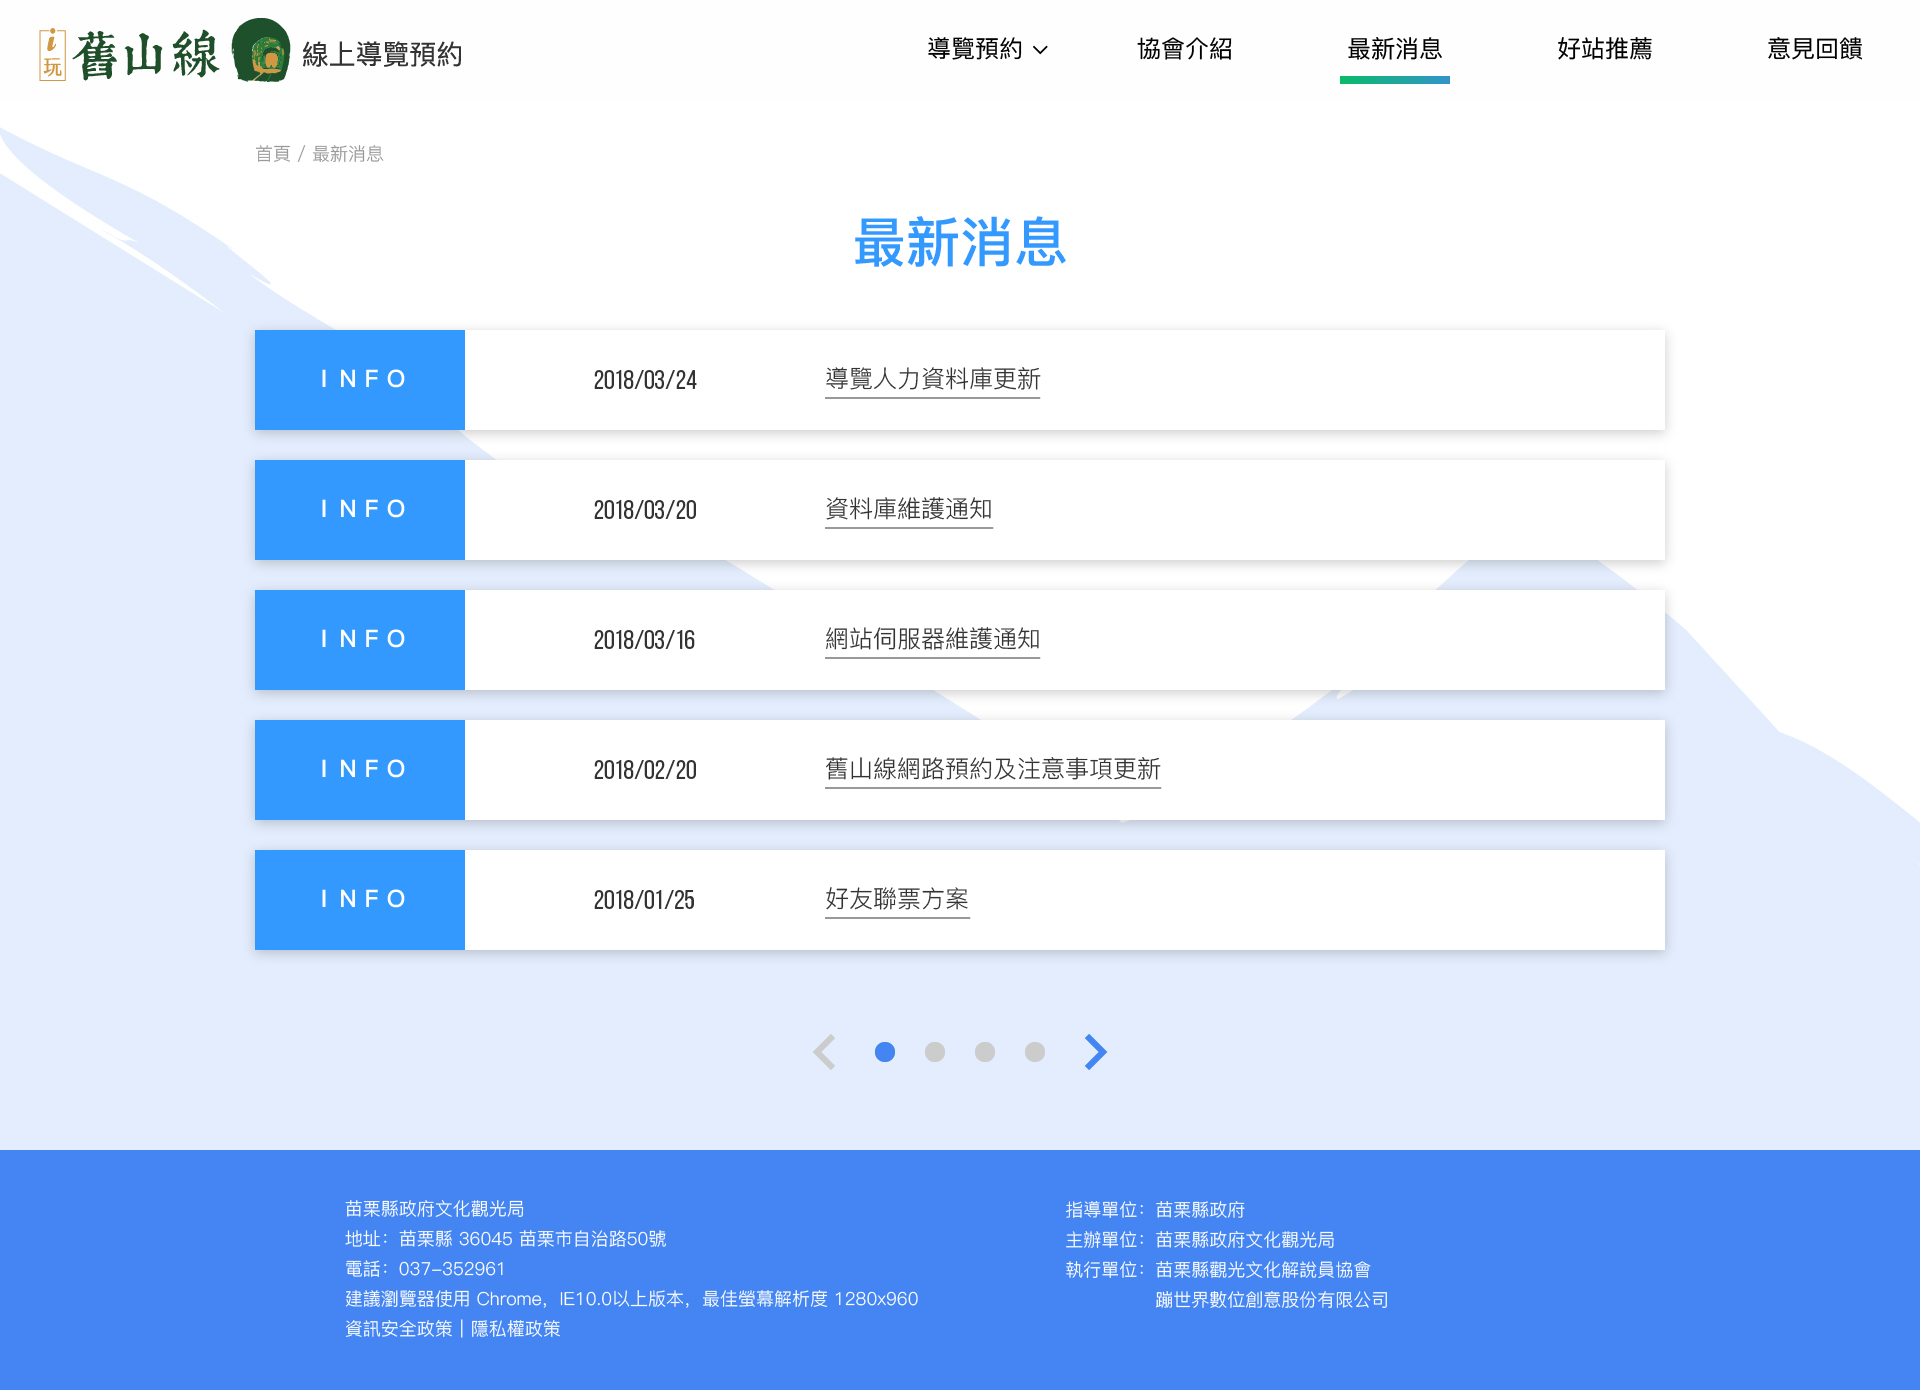 i玩 舊山線 線上導覽預約
導覽預約 協會介紹 最新消息 好站推薦 意見回饋
首頁 / 最新消息
最新消息
INFO 2018/03/24 導覽人力資料庫更新
INFO 2018/03/20 資料庫維護通知
INFO 2018/03/16 網站伺服器維護通知
INFO 2018/02/20 舊山線網路預約及注意事項更新
INFO 2018/01/25 好友聯票方案
苗栗縣政府文化觀光局
地址：苗栗縣 36045 苗栗市自治路50號
電話：037-352961
建議瀏覽器使用 Chrome，IE10.0以上版本，最佳螢幕解析度 1280x960
資訊安全政策 | 隱私權政策
指導單位：苗栗縣政府
主辦單位：苗栗縣政府文化觀光局
執行單位：苗栗縣觀光文化解說員協會
蹦世界數位創意股份有限公司